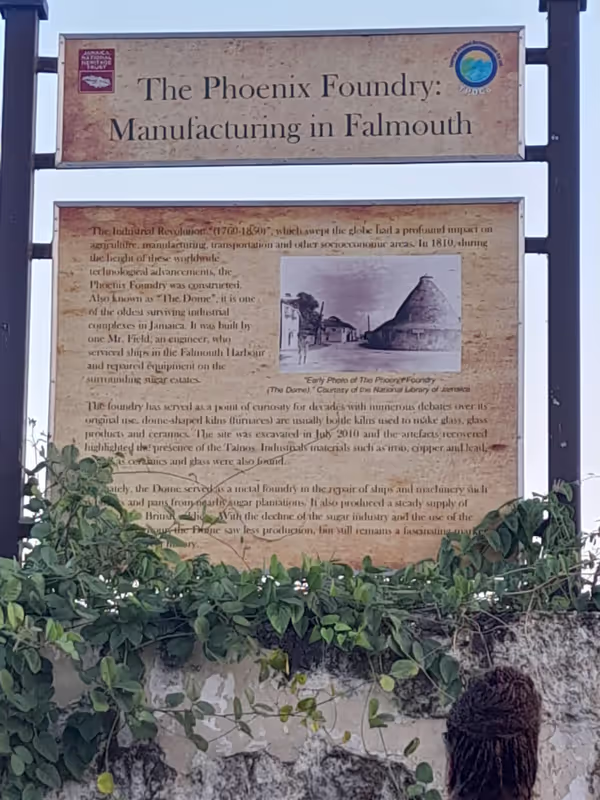 JAMAICA
NATIONAL
HERITAGE
TRUST
The Phoenix Foundry:
Manufacturing in Falmouth
The Industrial Revolution "(1760-1850)", which swept the globe had a profound impact on
agriculture, manufacturing, transportation and other socioeconomic areas. In 1810, during
the height of these worldwide
technological advancements, the
Phoenix Foundry was constructed.
Also known as "The Dome", it is one
of the oldest surviving industrial
complexes in Jamaica. It was built by
one Mr. Field, an engineer, who
serviced ships in the Falmouth Harbour
and repaired equipment on the
surrounding sugar estates.
"Early Photo of The Phoenix Foundry
(The Dome)." Courtesy of the National Library of Jamaica
The foundry has served as a point of curiosity for decades with numerous debates over its
original use, dome-shaped kilns (furnaces) are usually bottle kilns used to make glass, glass
products and ceramics. The site was excavated in July 2010 and the artefacts recovered
highlighted the presence of the Tainos. Industrials materials such as iron, copper and lead,
as ceramics and glass were also found.
the Dome served as a metal foundry in the repair of ships and machinery such
and pans from nearby sugar plantations. It also produced a steady supply of
British With the decline of the sugar industry and the use of the
the Dome saw less production, but still remains a fascinating